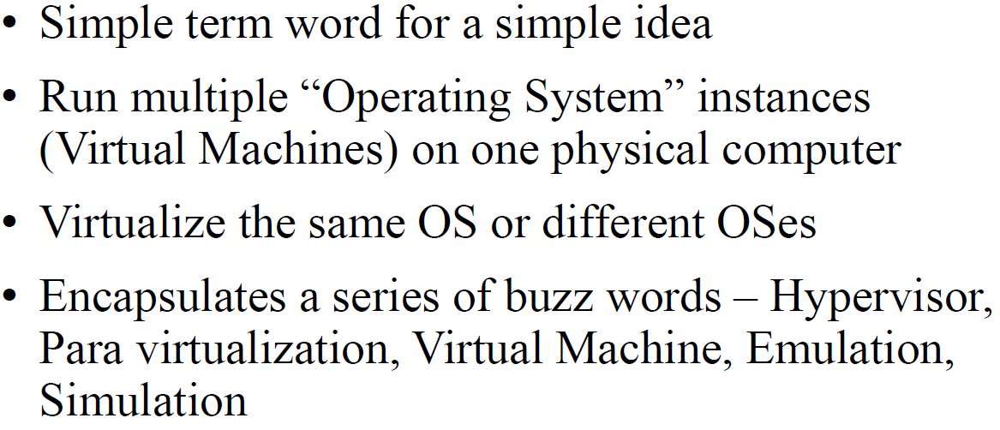 • Simple term word for a simple idea
• Run multiple “Operating System” instances
(Virtual Machines) on one physical computer
• Virtualize the same OS or different OSes
• Encapsulates a series of buzz words – Hypervisor,
Para virtualization, Virtual Machine, Emulation,
Simulation